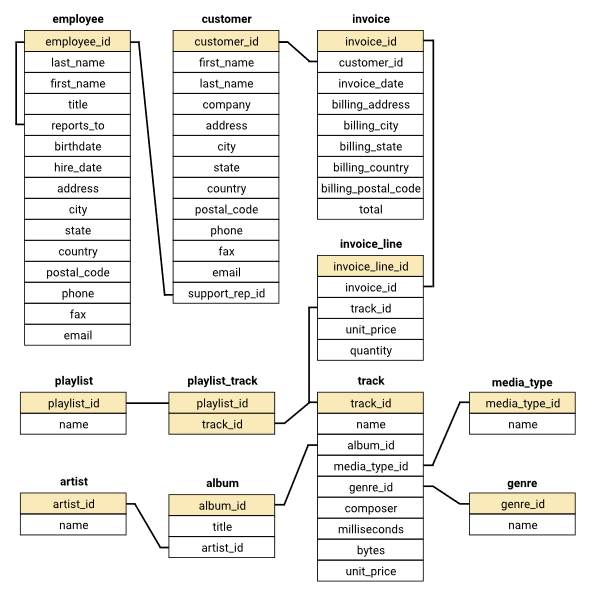 employee
employee_id
last_name
first_name
title
reports_to
birthdate
hire_date
address
city
state
country
postal_code
phone
fax
email
customer
customer_id
first_name
last_name
company
address
city
state
country
postal_code
phone
fax
email
support_rep_id
invoice
invoice_id
customer_id
invoice_date
billing_address
billing_city
billing_state
billing_country
billing_postal_code
total
invoice_line
invoice_line_id
invoice_id
track_id
unit_price
quantity
playlist
playlist_id
name
playlist_track
playlist_id
track_id
track
track_id
name
album_id
media_type_id
genre_id
composer
milliseconds
bytes
unit_price
media_type
media_type_id
name
artist
artist_id
name
album
album_id
title
artist_id
genre
genre_id
name